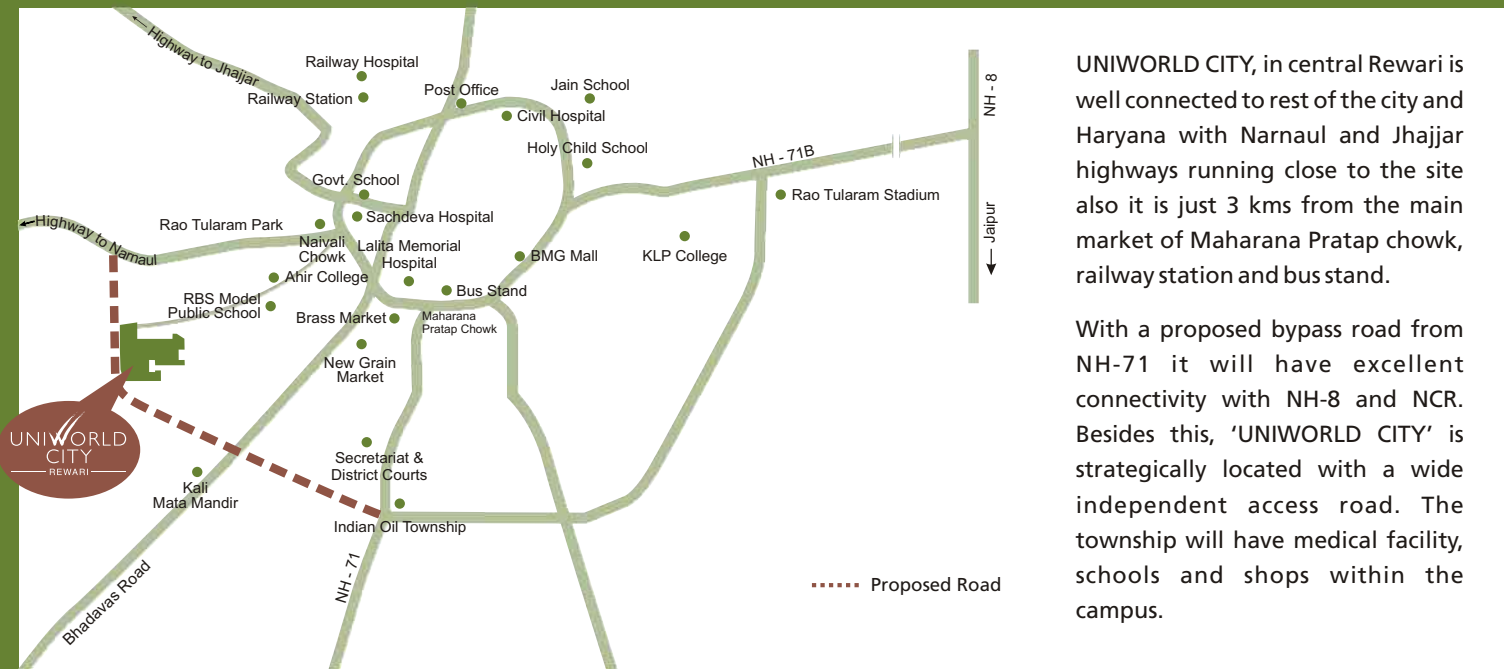 Highway to Jhajjar
Railway Hospital
Railway Station
Post Office
Jain School
Civil Hospital
Holy Child School
NH - 8
NH - 71B
Govt. School
Rao Tularam Stadium
Sachdeva Hospital
Rao Tularam Park
Highway to Narnaul
Naivali
Chowk
Lalita Memorial
Hospital
BMG Mall
KLP College
Jaipur
Ahir College
Bus Stand
RBS Model
Public School
Brass Market
Maharana
Pratap Chowk
New Grain
Market
UNIWORLD
CITY
REWARI
Secretariat &
District Courts
Kali
Mata Mandir
Indian Oil Township
NH - 71
Bhadavas Road
Proposed Road
UNIWORLD CITY, in central Rewari is
well connected to rest of the city and
Haryana with Narnaul and Jhajjar
highways running close to the site
also it is just 3 kms from the main
market of Maharana Pratap chowk,
railway station and bus stand.
With a proposed bypass road from
NH-71 it will have excellent
connectivity with NH-8 and NCR.
Besides this, ‘UNIWORLD CITY’ is
strategically located with a wide
independent access road. The
township will have medical facility,
schools and shops within the
campus.